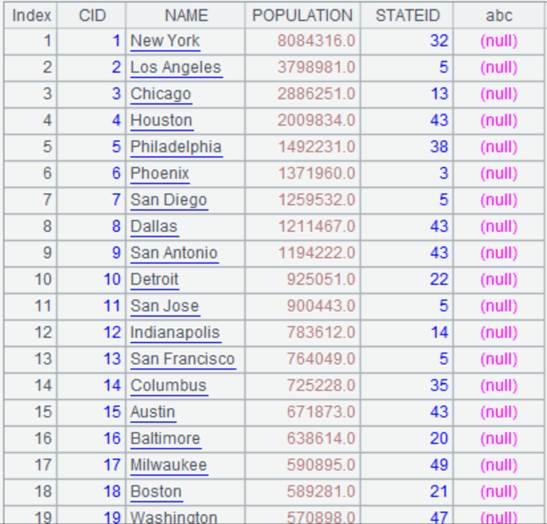 Index CID NAME POPULATION STATEID abc
1 1 New York 8084316.0 32 (null)
2 2 Los Angeles 3798981.0 5 (null)
3 3 Chicago 2886251.0 13 (null)
4 4 Houston 2009834.0 43 (null)
5 5 Philadelphia 1492231.0 38 (null)
6 6 Phoenix 1371960.0 3 (null)
7 7 San Diego 1259532.0 5 (null)
8 8 Dallas 1211467.0 43 (null)
9 9 San Antonio 1194222.0 43 (null)
10 10 Detroit 925051.0 22 (null)
11 11 San Jose 900443.0 5 (null)
12 12 Indianapolis 783612.0 14 (null)
13 13 San Francisco 764049.0 5 (null)
14 14 Columbus 725228.0 35 (null)
15 15 Austin 671873.0 43 (null)
16 16 Baltimore 638614.0 20 (null)
17 17 Milwaukee 590895.0 49 (null)
18 18 Boston 589281.0 21 (null)
19 19 Washington 570898.0 47 (null)